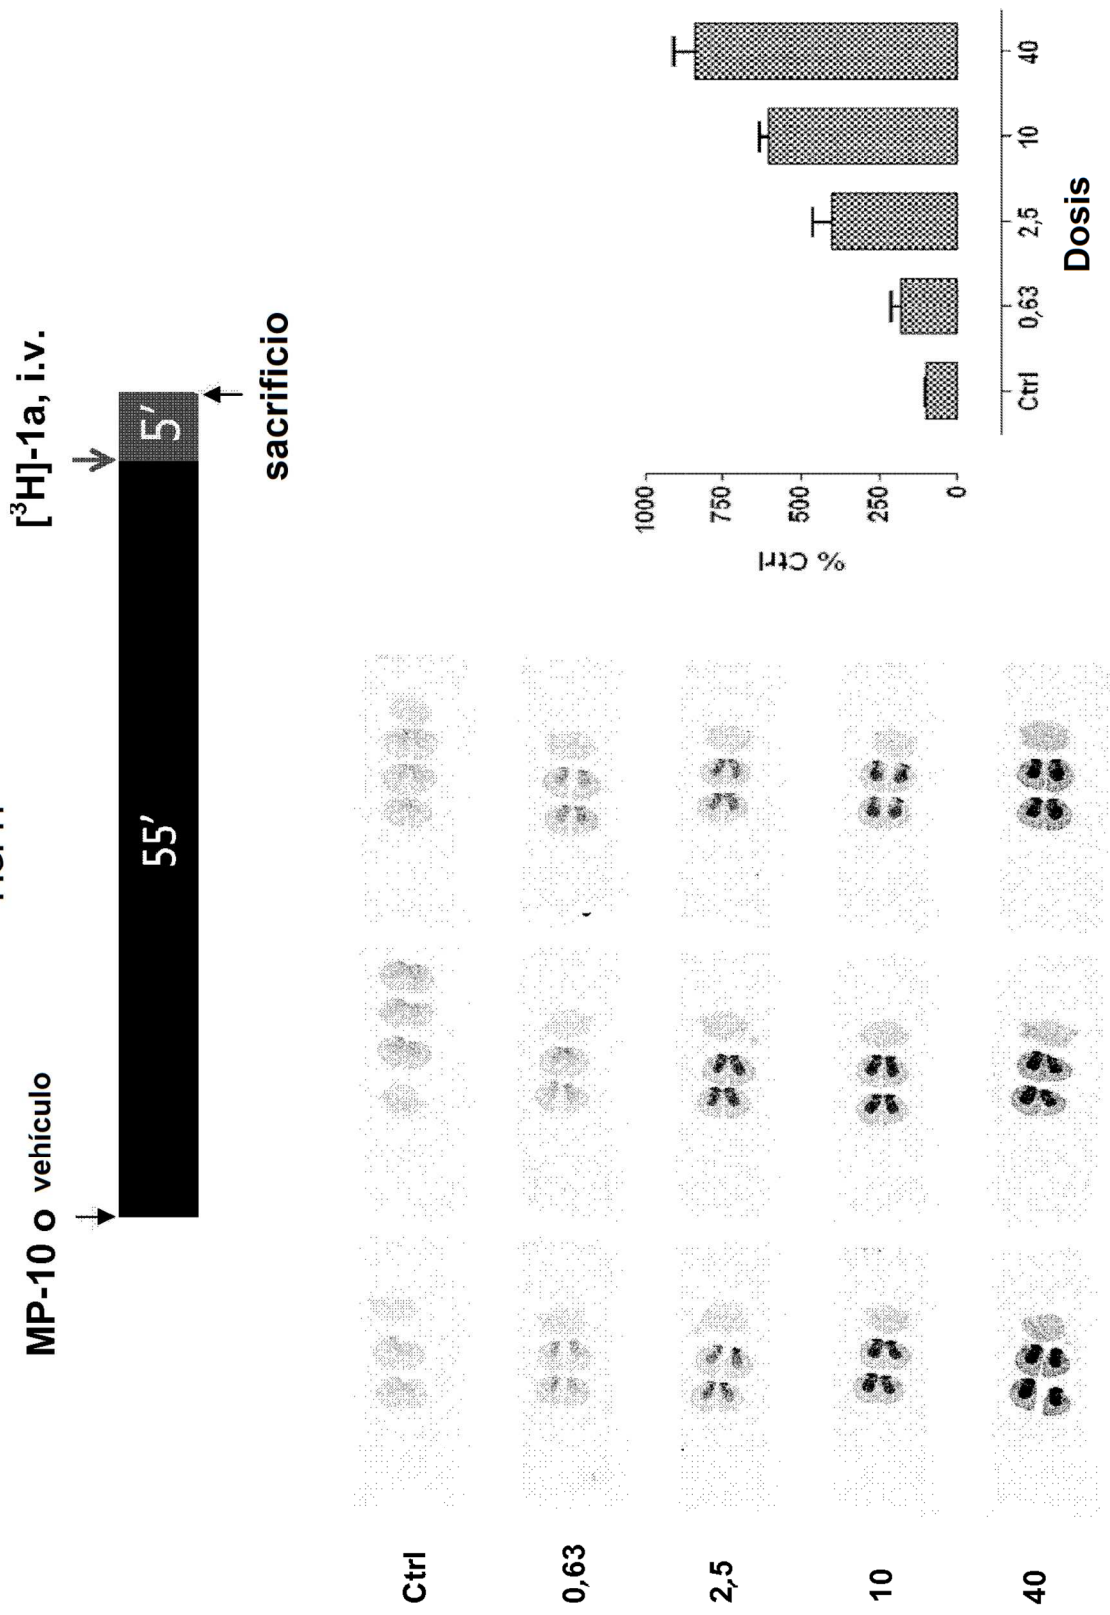 MP-10 o vehículo
[³H]-1a, i.v.
55′
5′
sacrificio
Ctrl
0,63
2,5
10
40
% Ctrl
1000
750
500
250
0
Ctrl
0,63
2,5
10
40
Dosis